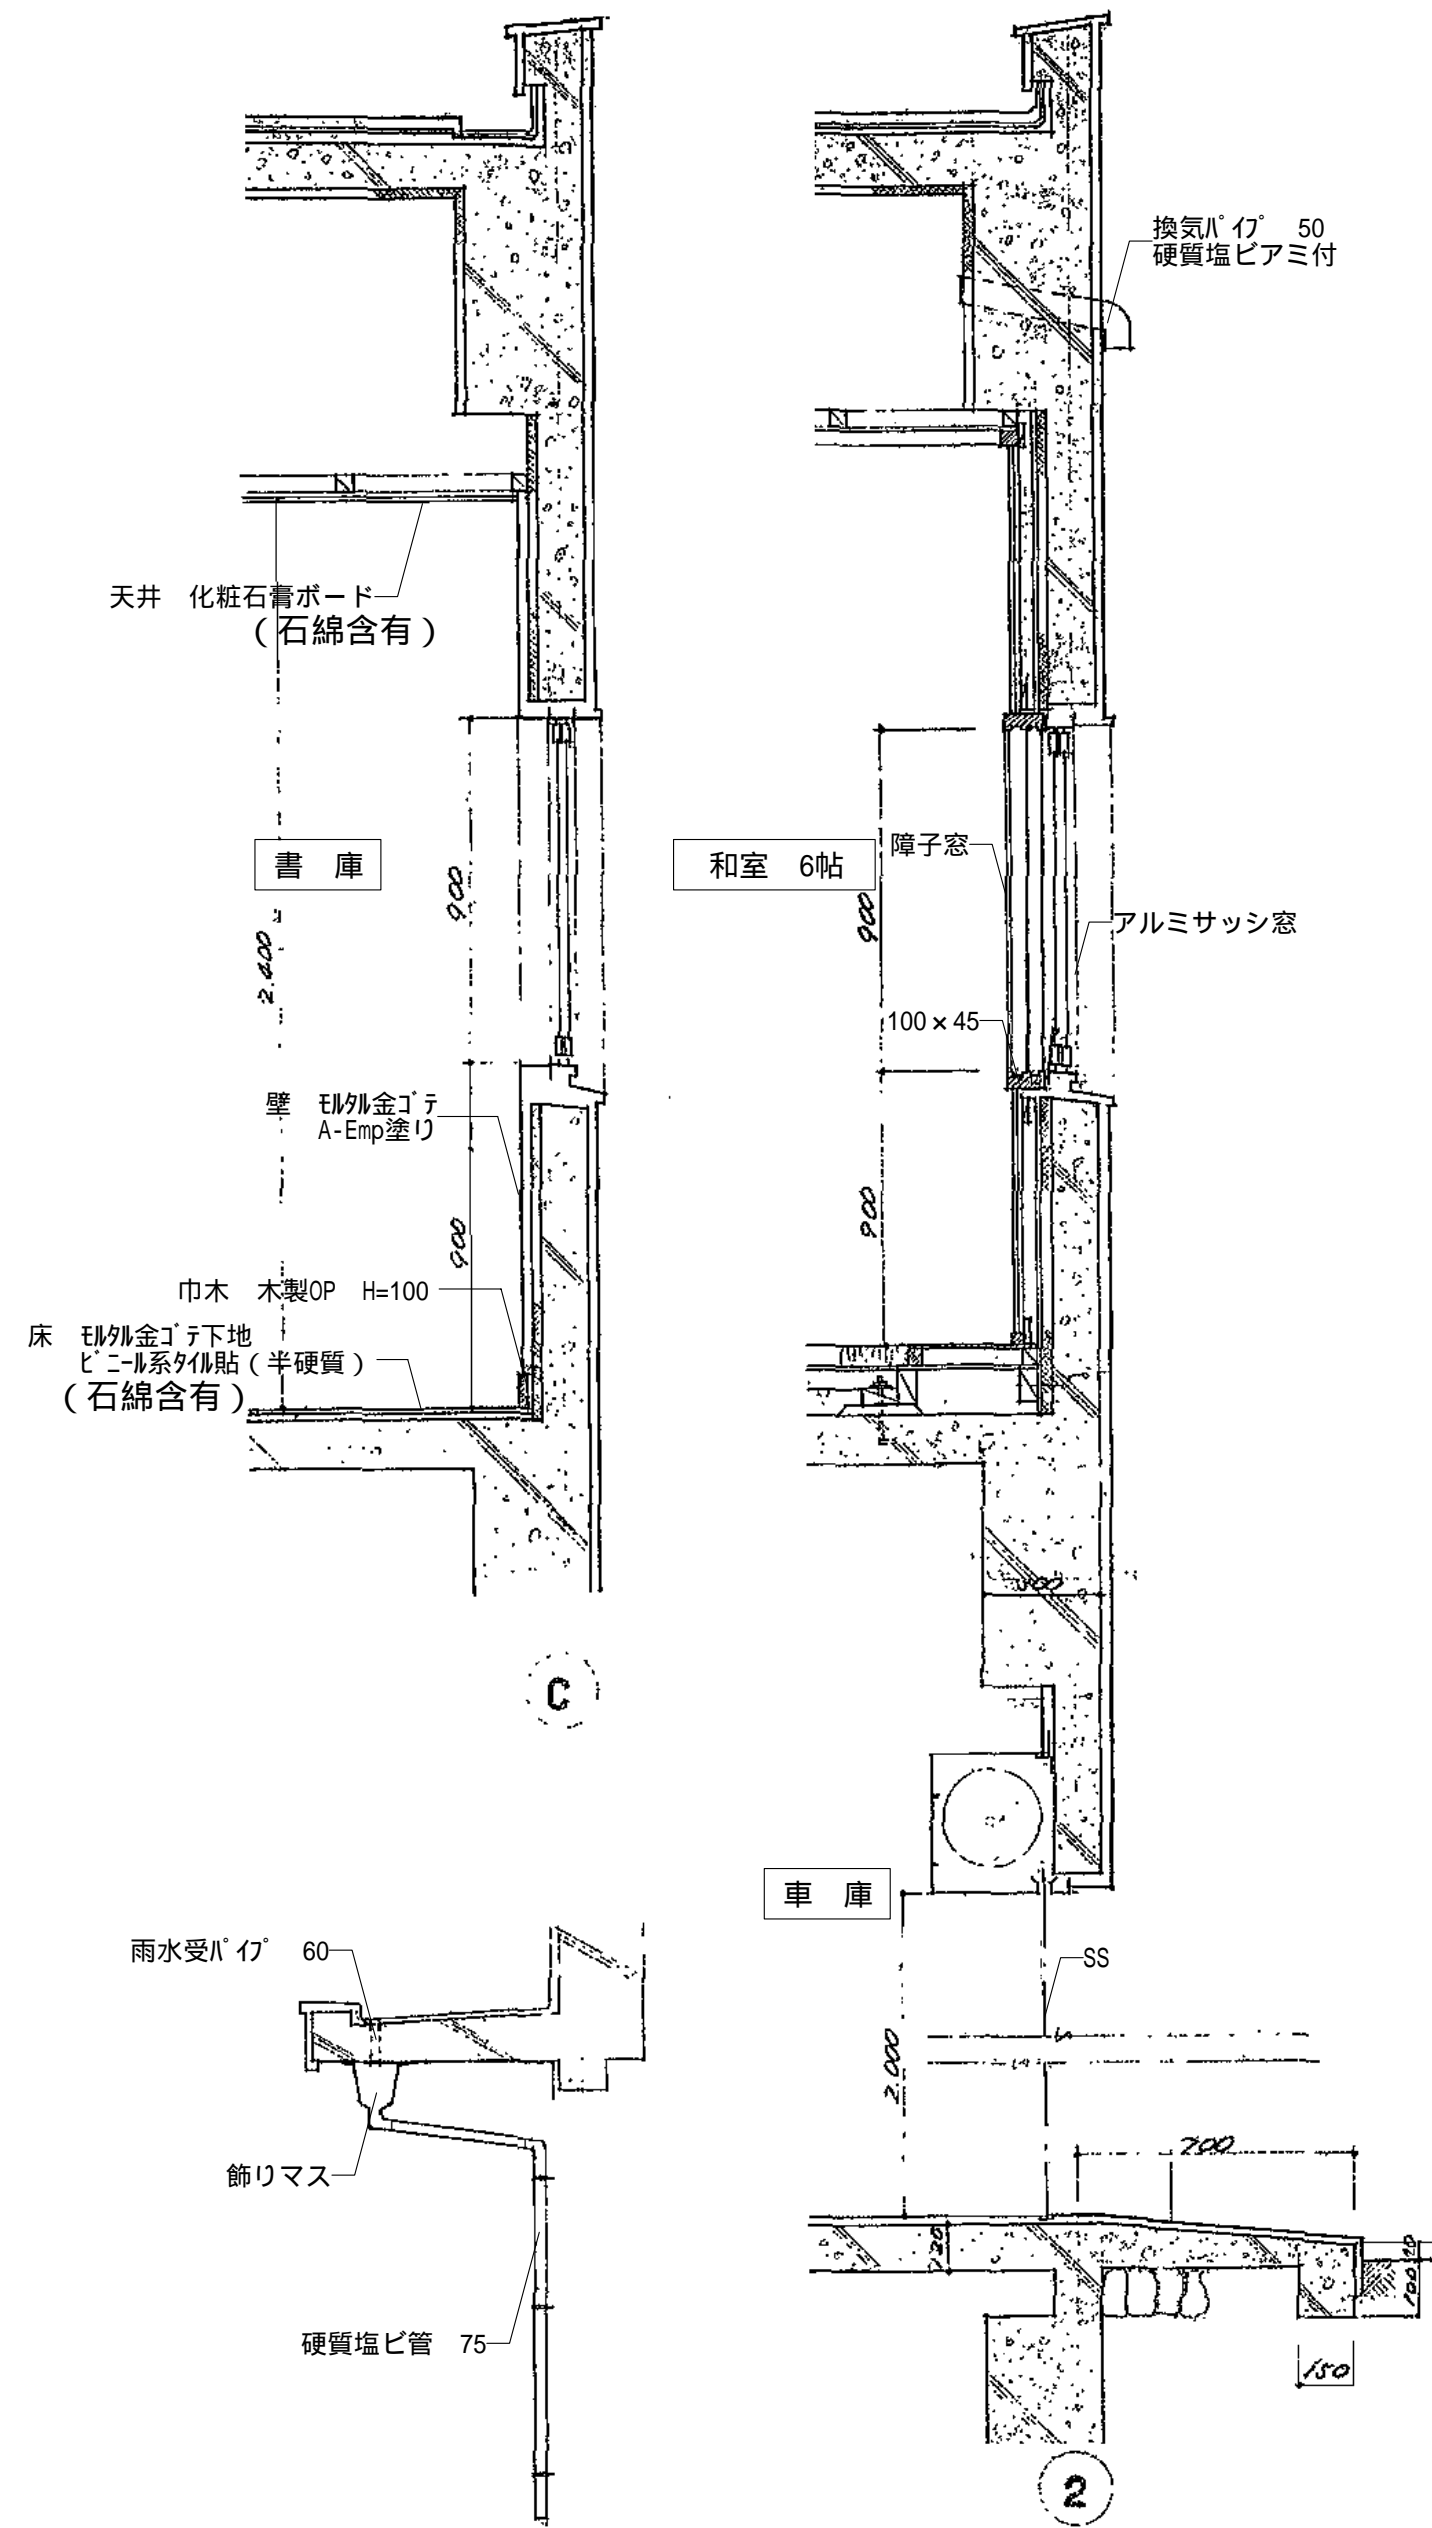 換気ﾊﾟｲﾌﾟ　50
硬質塩ビアミ付
天井　化粧石膏ボード
（石綿含有）
書　庫
900
2.400
壁　ﾓﾙﾀﾙ金ｺﾞﾃ
A-Emp塗り
900
巾木　木製OP　H=100
床　ﾓﾙﾀﾙ金ｺﾞﾃ下地
ﾋﾞﾆｰﾙ系ﾀｲﾙ貼（半硬質）
（石綿含有）
C
和室　6帖
障子窓
900
アルミサッシ窓
100×45
900
車　庫
SS
2.000
700
120
100
150
2
雨水受ﾊﾟｲﾌﾟ　60
飾りマス
硬質塩ビ管　75